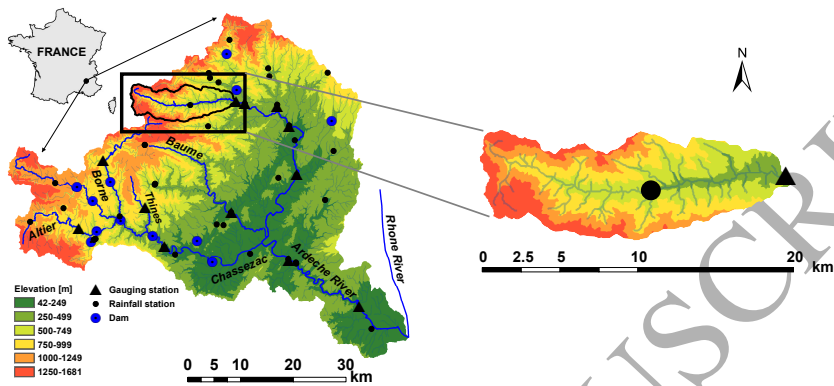 FRANCE
N
Baume
Borne
Thines
Altier
Chassezac
Ardeche River
Rhone River
Elevation [m]
42-249
250-499
500-749
750-999
1000-1249
1250-1681
Gauging station
Rainfall station
Dam
0 10 20 30
km
0 2.5 5 10 20
km
USCRI